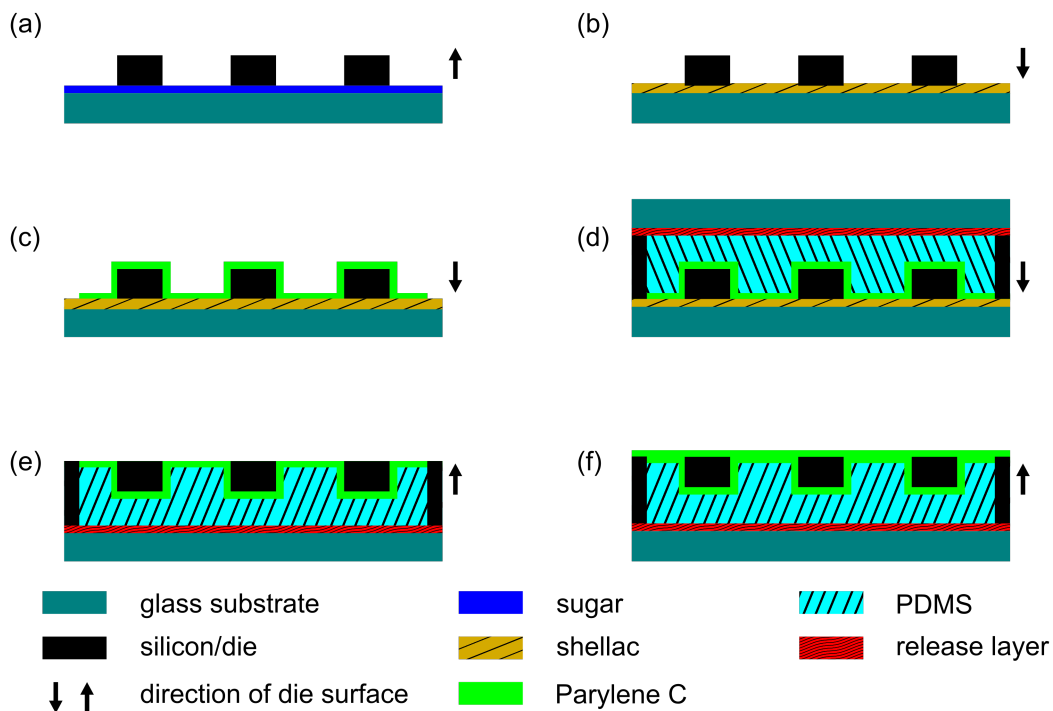 (a)
(b)
(c)
(d)
(e)
(f)
glass substrate
sugar
PDMS
silicon/die
shellac
release layer
direction of die surface
Parylene C